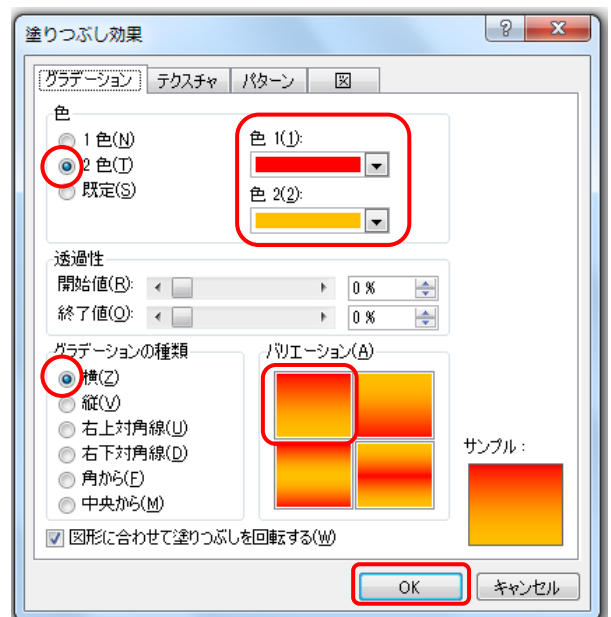 塗りつぶし効果
グラデーション テクスチャ パターン 図
色
1 色(N)
2 色(T)
既定(S)
色 1(1):
色 2(2):
透過性
開始値(R): 0 %
終了値(O): 0 %
グラデーションの種類
横(Z)
縦(V)
右上対角線(U)
右下対角線(D)
角から(F)
中央から(M)
バリエーション(A)
サンプル :
図形に合わせて塗りつぶしを回転する(W)
OK キャンセル